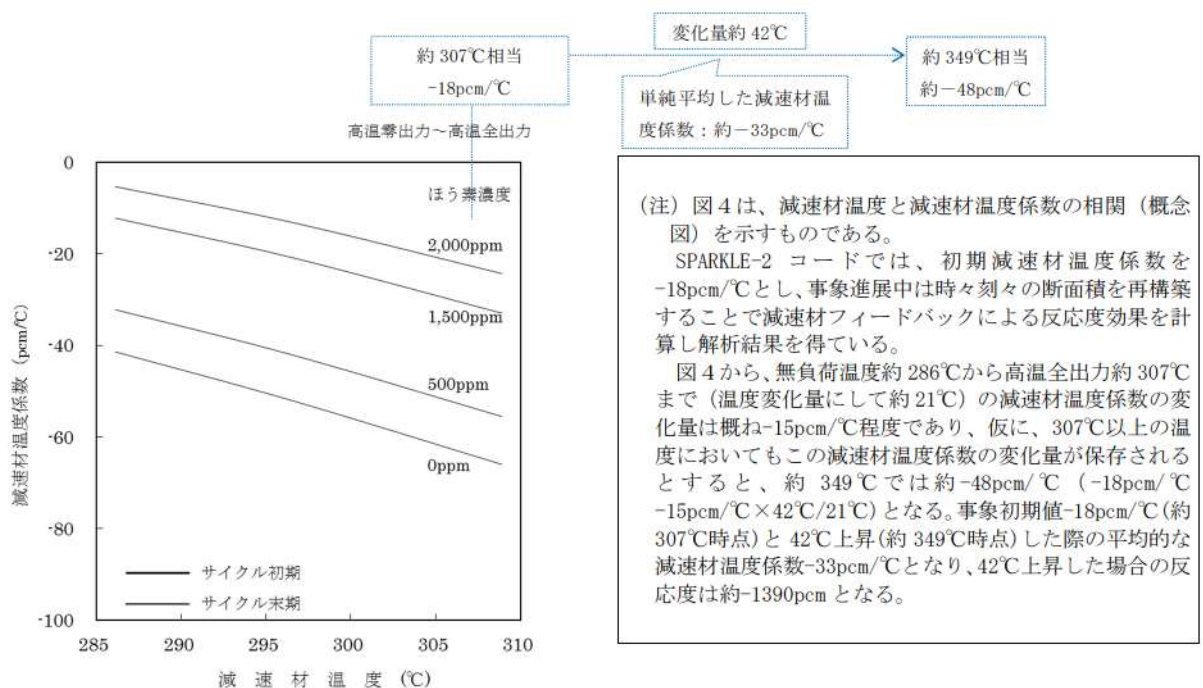 変化量約 42℃
約 307℃相当
-18pcm/℃
約 349℃相当
約－48pcm/℃
単純平均した減速材温
度係数：約－33pcm/℃
高温零出力～高温全出力
0
-20
-40
-60
-80
-100
減速材温度係数 (pcm/℃)
ほう素濃度
2,000ppm
1,500ppm
500ppm
0ppm
サイクル初期
サイクル末期
285
290
295
300
305
310
減 速 材 温 度 (℃)
(注) 図４は、減速材温度と減速材温度係数の相関（概念
図）を示すものである。
SPARKLE-2 コードでは、初期減速材温度係数を
-18pcm/℃とし、事象進展中は時々刻々の断面積を再構築
することで減速材フィードバックによる反応度効果を計
算し解析結果を得ている。
図４から、無負荷温度約 286℃から高温全出力約 307℃
まで（温度変化量にして約 21℃）の減速材温度係数の変
化量は概ね-15pcm/℃程度であり、仮に、307℃以上の温
度においてもこの減速材温度係数の変化量が保存される
とすると、約 349℃では約-48pcm/℃（-18pcm/℃
-15pcm/℃×42℃/21℃）となる。事象初期値-18pcm/℃(約
307℃時点)と 42℃上昇(約 349℃時点)した際の平均的な
減速材温度係数-33pcm/℃となり、42℃上昇した場合の反
応度は約-1390pcm となる。